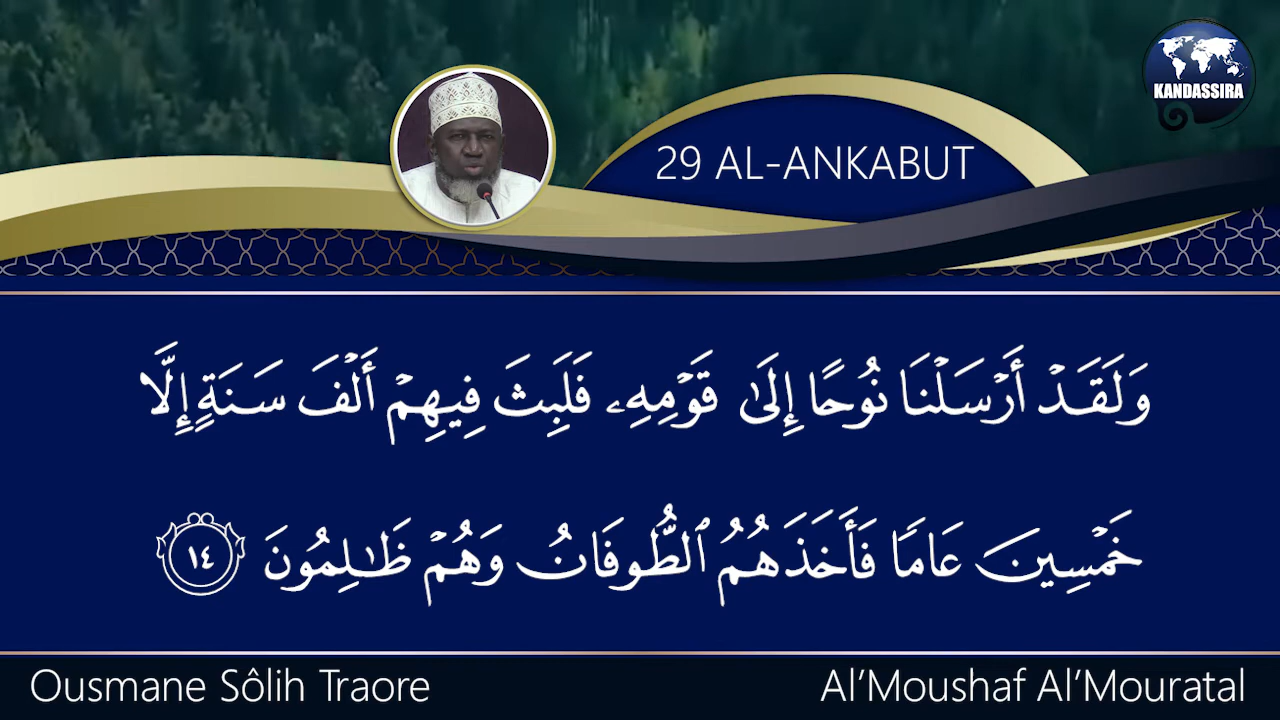 KANDASSIRA
29 AL-ANKABUT
وَلَقَدْ أَرْسَلْنَا نُوحًا إِلَىٰ قَوْمِهِۦ فَلَبِثَ فِيهِمْ أَلْفَ سَنَةٍ إِلَّا
خَمْسِينَ عَامًا فَأَخَذَهُمُ ٱلطُّوفَانُ وَهُمْ ظَـٰلِمُونَ ١٤
Ousmane Sôlih Traore
Al’Moushaf Al’Mouratal